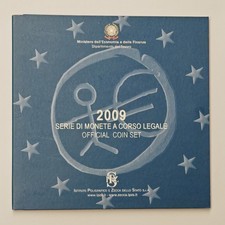 Ministero dell'Economia e delle Finanze
Dipartimento del Tesoro
2009
SERIE DI MONETE A CORSO LEGALE
OFFICIAL COIN SET
ISTITUTO POLIGRAFICO E ZECCA DELLO STATO S.p.A.